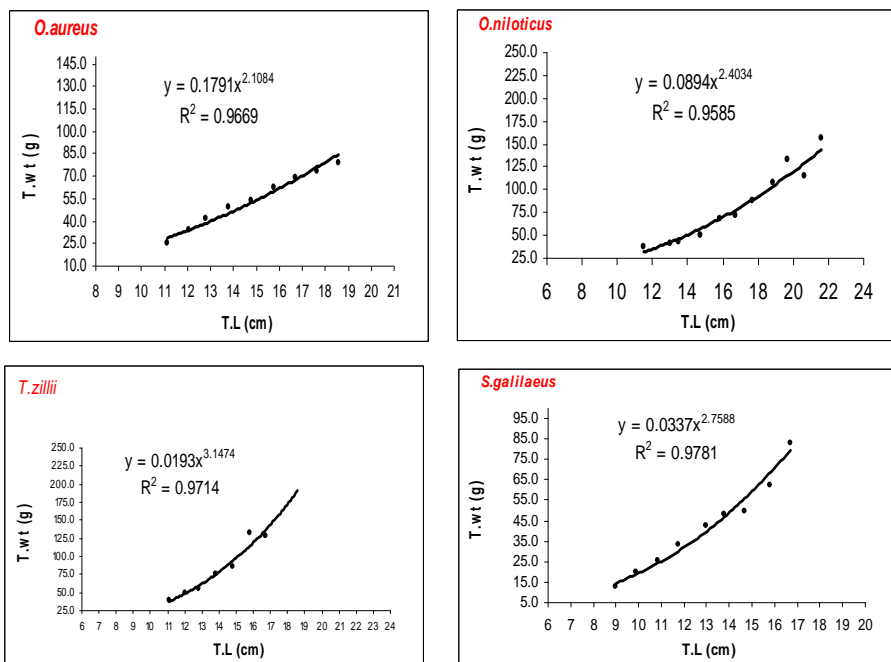 O.aureus
y = 0.1791x^2.1084
R² = 0.9669
T.wt (g)
145.0
130.0
115.0
100.0
85.0
70.0
55.0
40.0
25.0
10.0
8 9 10 11 12 13 14 15 16 17 18 19 20 21
T.L (cm)
O.niloticus
y = 0.0894x^2.4034
R² = 0.9585
T.wt (g)
250.0
225.0
200.0
175.0
150.0
125.0
100.0
75.0
50.0
25.0
6 8 10 12 14 16 18 20 22 24
T.L (cm)
T.zillii
y = 0.0193x^3.1474
R² = 0.9714
T.wt (g)
250.0
225.0
200.0
175.0
150.0
125.0
100.0
75.0
50.0
25.0
6 7 8 9 10 11 12 13 14 15 16 17 18 19 20 21 22 23 24
T.L (cm)
S.galilaeus
y = 0.0337x^2.7588
R² = 0.9781
T.wt (g)
95.0
85.0
75.0
65.0
55.0
45.0
35.0
25.0
15.0
5.0
6 7 8 9 10 11 12 13 14 15 16 17 18 19 20
T.L (cm)